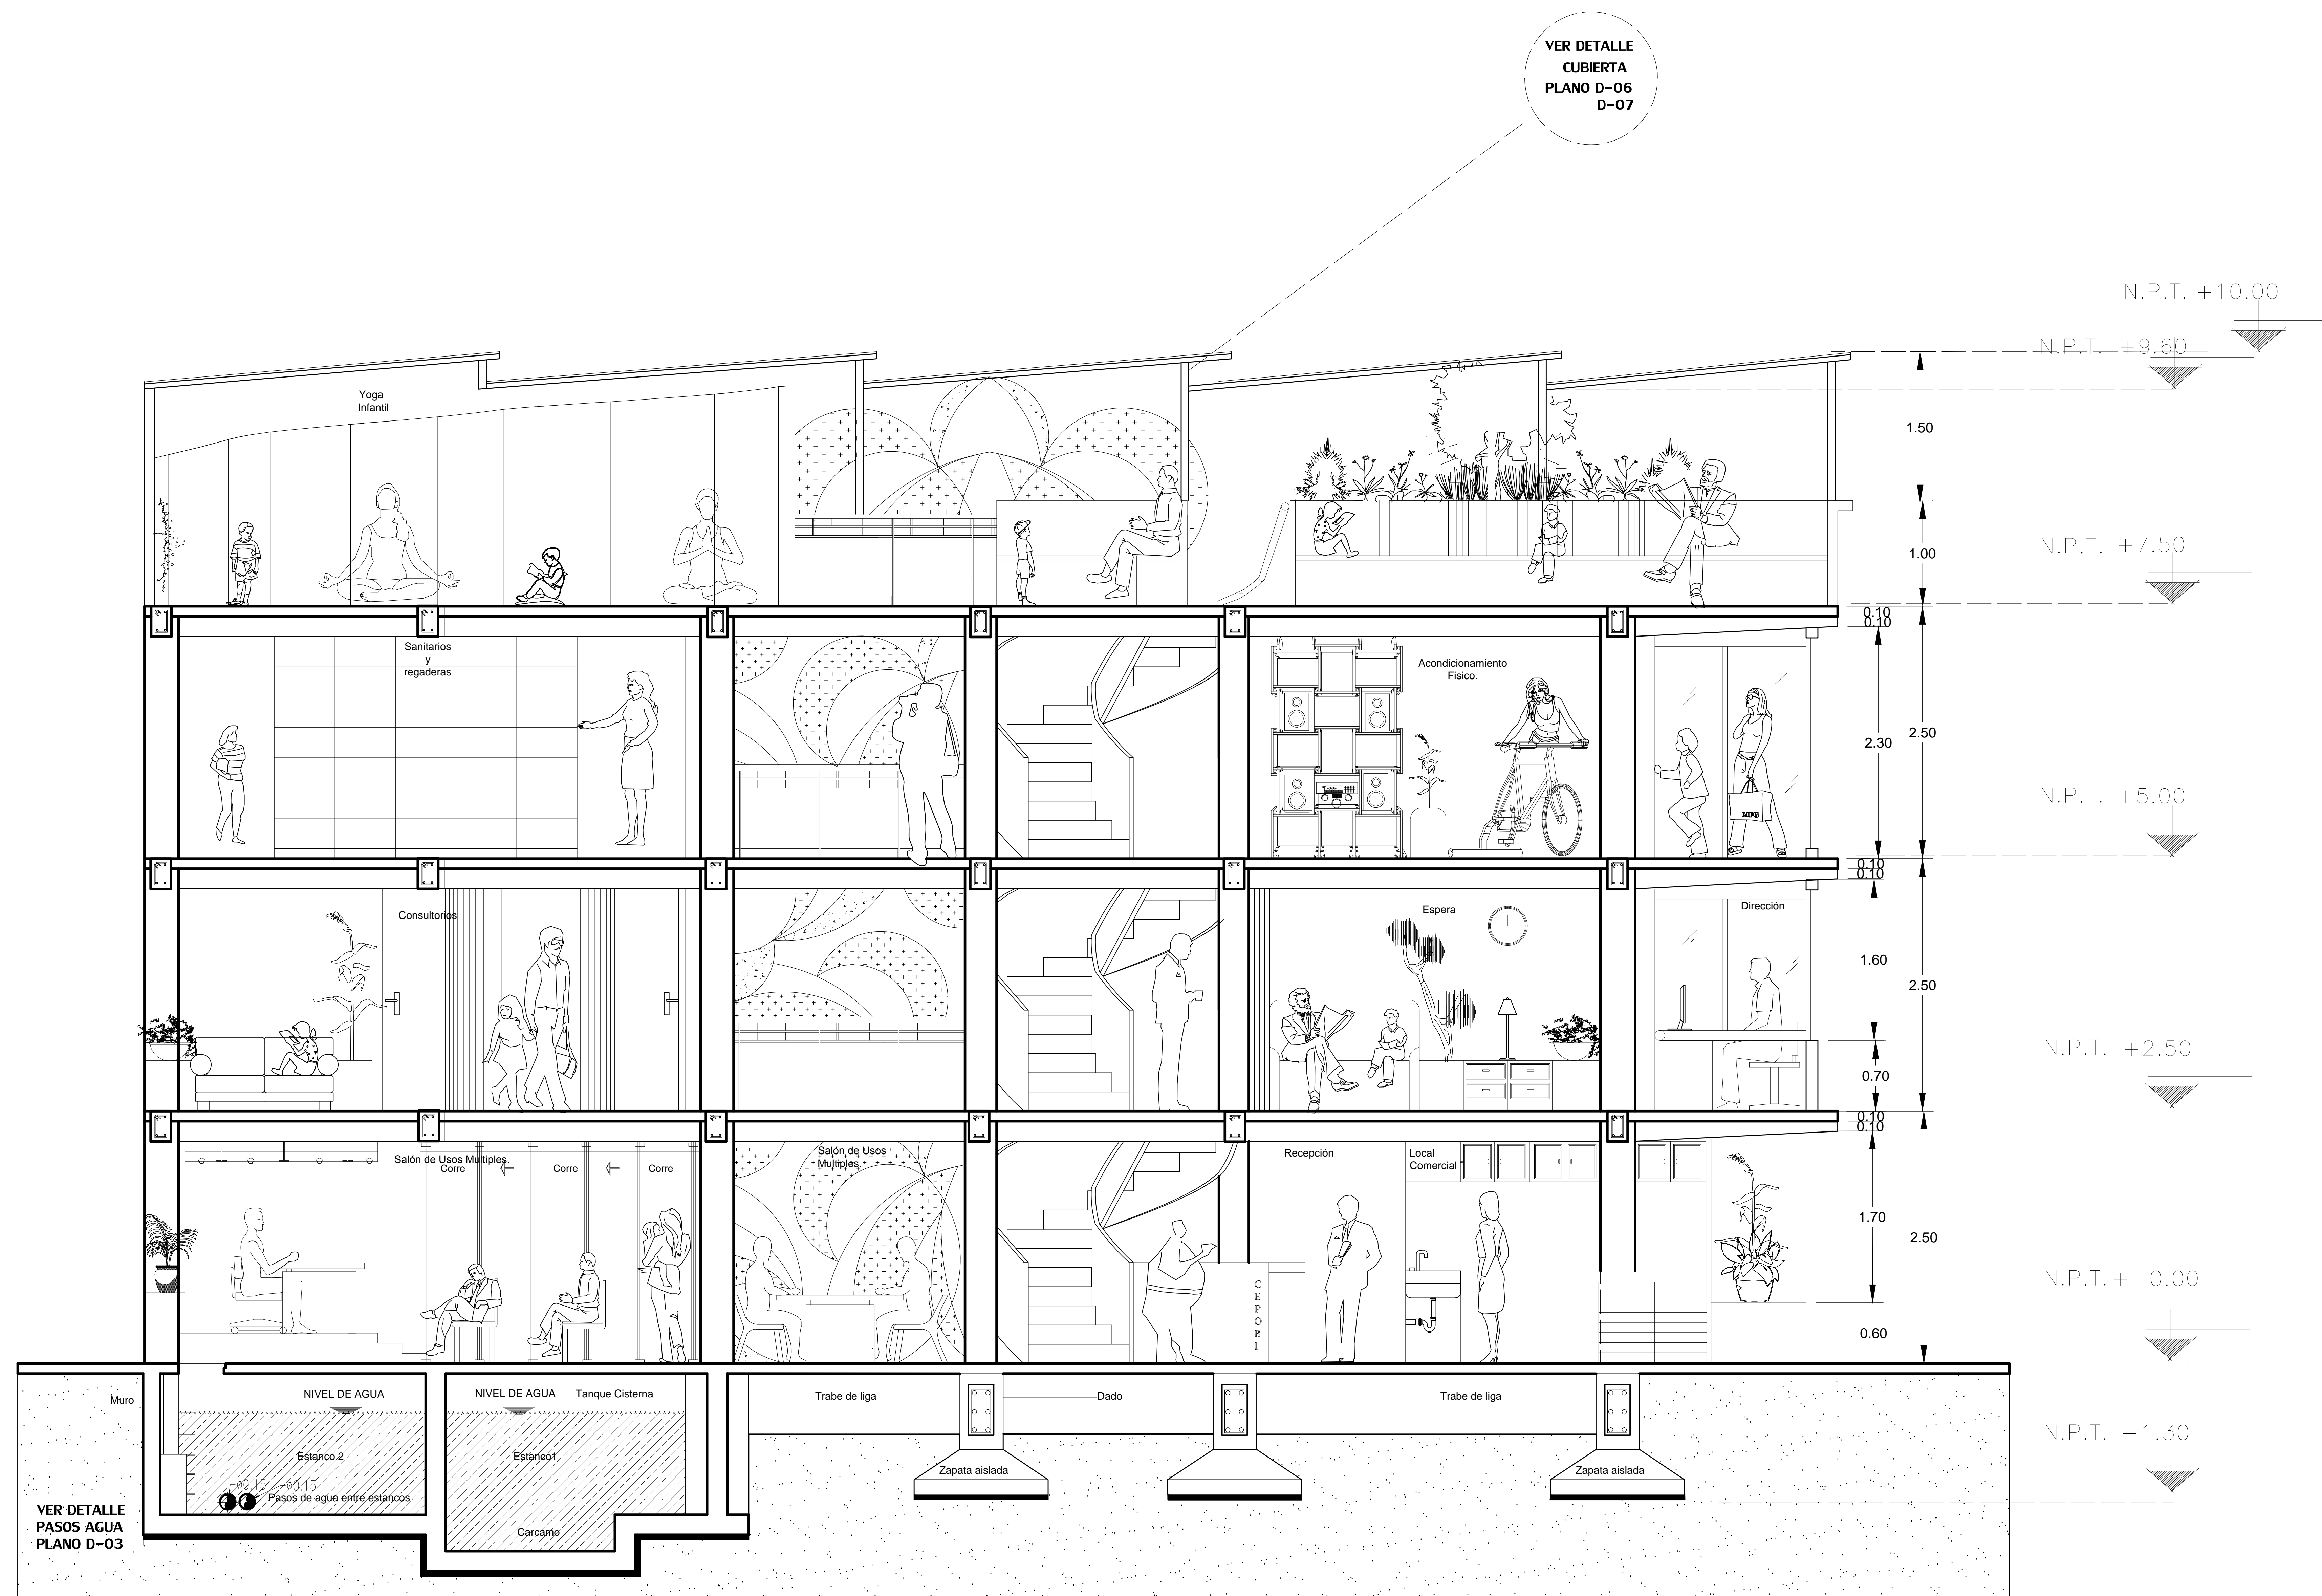 VER DETALLE
CUBIERTA
PLANO D-06
D-07
N.P.T. +10.00
N.P.T. +9.60
Yoga
Infantil
1.50
1.00
N.P.T. +7.50
0.10
0.10
Sanitarios
y
regaderas
Acondicionamiento
Fisico.
2.30
2.50
N.P.T. +5.00
0.10
0.10
Consultorios
Espera
Dirección
1.60
2.50
0.70
N.P.T. +2.50
0.10
0.10
Salón de Usos Multiples.
Corre
Corre
Corre
Salón de Usos
Multiples.
Recepción
Local
Comercial
1.70
2.50
C
E
P
O
B
I
0.60
N.P.T.+-0.00
Muro
NIVEL DE AGUA
NIVEL DE AGUA
Tanque Cisterna
Trabe de liga
Dado
Trabe de liga
N.P.T. -1.30
Estanco 2
Estanco1
Zapata aislada
Zapata aislada
Ø0.15
Ø0.15
Pasos de agua entre estancos
Carcamo
VER DETALLE
PASOS AGUA
PLANO D-03